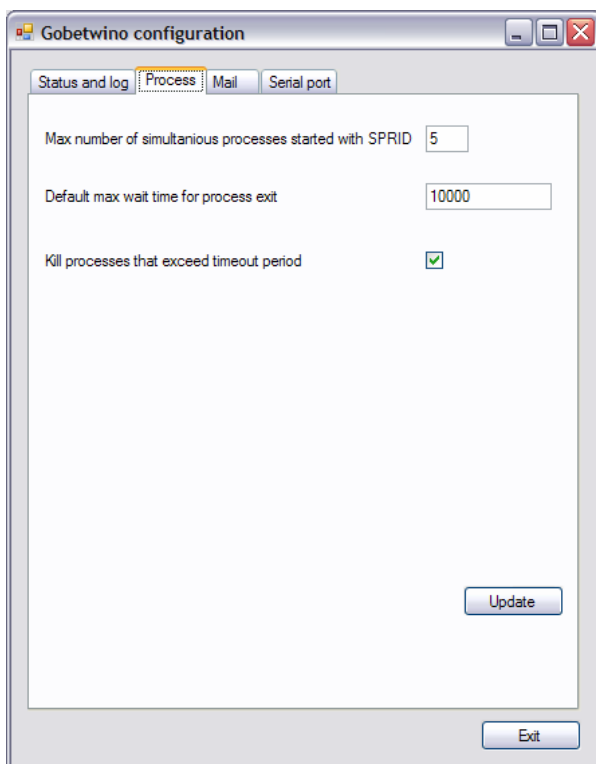 Gobetwino configuration
Status and log Process Mail Serial port
Max number of simultanious processes started with SPRID 5
Default max wait time for process exit 10000
Kill processes that exceed timeout period
Update
Exit